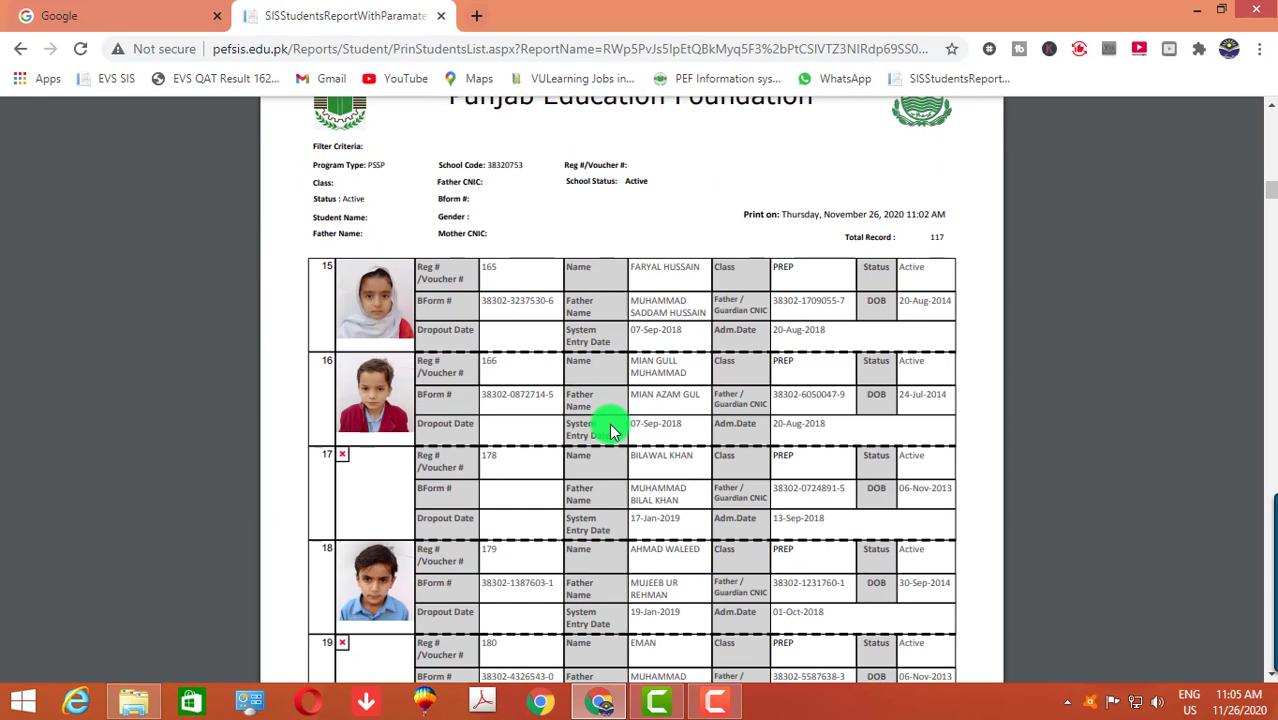 Google
SISStudentsReportWithParamate
Not secure | pefsis.edu.pk/Reports/Student/PrinStudentsList.aspx?ReportName=RWp5PvJs5IpEtQBkMyq5F3%2bPtCSIVTZ3NIRdp69SS0...
Apps EVS SIS EVS QAT Result 162... Gmail YouTube Maps VULearning Jobs in... PEF Information sys... WhatsApp SISStudentsReport...
Punjab Education Foundation
Filter Criteria:
Program Type: PSSP School Code: 38320753 Reg #/Voucher #:
Class: Father CNIC: School Status: Active
Status : Active Bform #:
Student Name: Gender :
Print on: Thursday, November 26, 2020 11:02 AM
Father Name: Mother CNIC:
Total Record : 117
15 Reg # /Voucher # 165 Name FARYAL HUSSAIN Class PREP Status Active
BForm # 38302-3237530-6 Father Name MUHAMMAD SADDAM HUSSAIN Father / Guardian CNIC 38302-1709055-7 DOB 20-Aug-2014
Dropout Date System Entry Date 07-Sep-2018 Adm.Date 20-Aug-2018
16 Reg # /Voucher # 166 Name MIAN GULL MUHAMMAD Class PREP Status Active
BForm # 38302-0872714-5 Father Name MIAN AZAM GUL Father / Guardian CNIC 38302-6050047-9 DOB 24-Jul-2014
Dropout Date System Entry Date 07-Sep-2018 Adm.Date 20-Aug-2018
17 Reg # /Voucher # 178 Name BILAWAL KHAN Class PREP Status Active
BForm # Father Name MUHAMMAD BILAL KHAN Father / Guardian CNIC 38302-0724891-5 DOB 06-Nov-2013
Dropout Date System Entry Date 17-Jan-2019 Adm.Date 13-Sep-2018
18 Reg # /Voucher # 179 Name AHMAD WALEED Class PREP Status Active
BForm # 38302-1387603-1 Father Name MUJEEB UR REHMAN Father / Guardian CNIC 38302-1231760-1 DOB 30-Sep-2014
Dropout Date System Entry Date 19-Jan-2019 Adm.Date 01-Oct-2018
19 Reg # /Voucher # 180 Name EMAN Class PREP Status Active
BForm # 38302-4326543-0 Father MUHAMMAD Father / 38302-5587638-3 DOB 06-Nov-2013
ENG 11:05 AM
US 11/26/2020